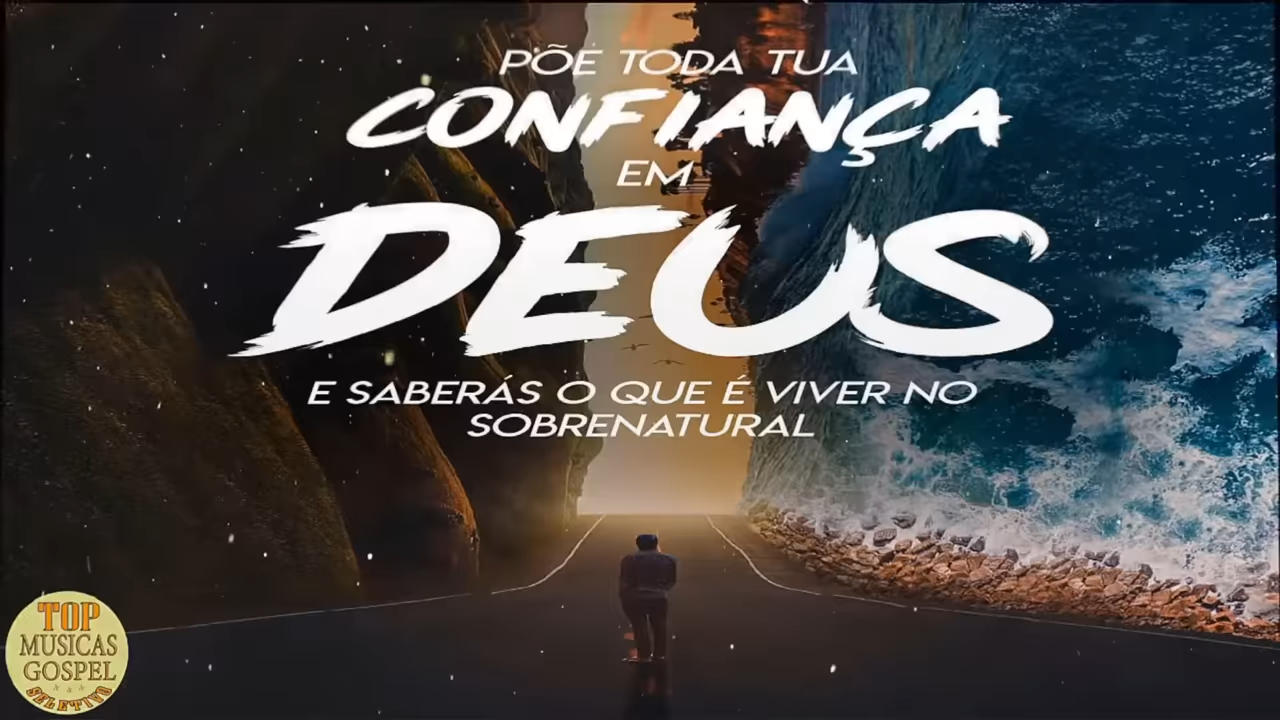 PÕE TODA TUA
CONFIANÇA
EM
DEUS
E SABERÁS O QUE É VIVER NO
SOBRENATURAL
TOP
MUSICAS
GOSPEL
SELETIVO